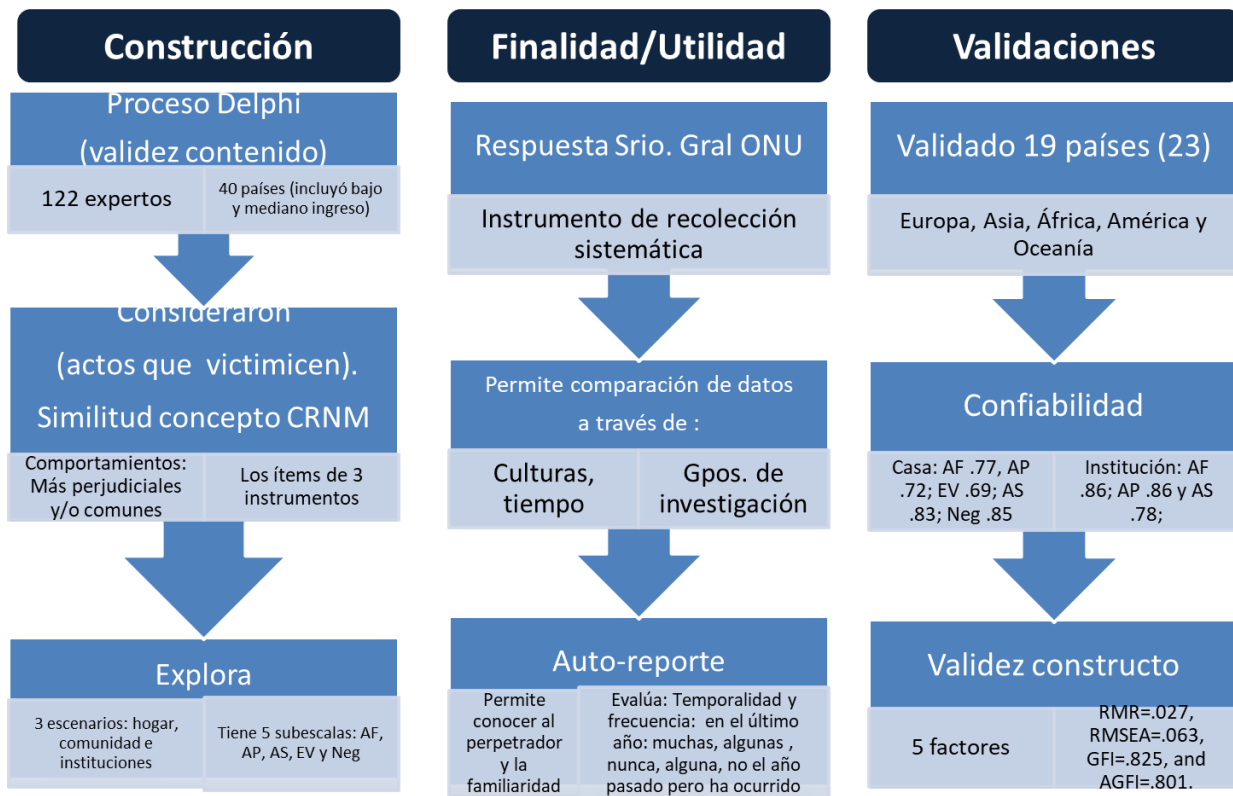 Construcción
Proceso Delphi
(validez contenido)
122 expertos
40 países (incluyó bajo
y mediano ingreso)
Consideraron
(actos que  victimicen).
Similitud concepto CRNM
Comportamientos:
Más perjudiciales
y/o comunes
Los ítems de 3
instrumentos
Explora
3 escenarios: hogar,
comunidad e
instituciones
Tiene 5 subescalas: AF,
AP, AS, EV y Neg
Finalidad/Utilidad
Respuesta Srio. Gral ONU
Instrumento de recolección
sistemática
Permite comparación de datos
a través de :
Culturas,
tiempo
Gpos. de
investigación
Auto-reporte
Permite
conocer al
perpetrador
y la
familiaridad
Evalúa: Temporalidad y
frecuencia:  en el último
año: muchas, algunas ,
nunca, alguna, no el año
pasado pero ha ocurrido
Validaciones
Validado 19 países (23)
Europa, Asia, África, América y
Oceanía
Confiabilidad
Casa: AF .77, AP
.72; EV .69; AS
.83; Neg .85
Institución: AF
.86; AP .86 y AS
.78;
Validez constructo
5 factores
RMR=.027,
RMSEA=.063,
GFI=.825, and
AGFI=.801.